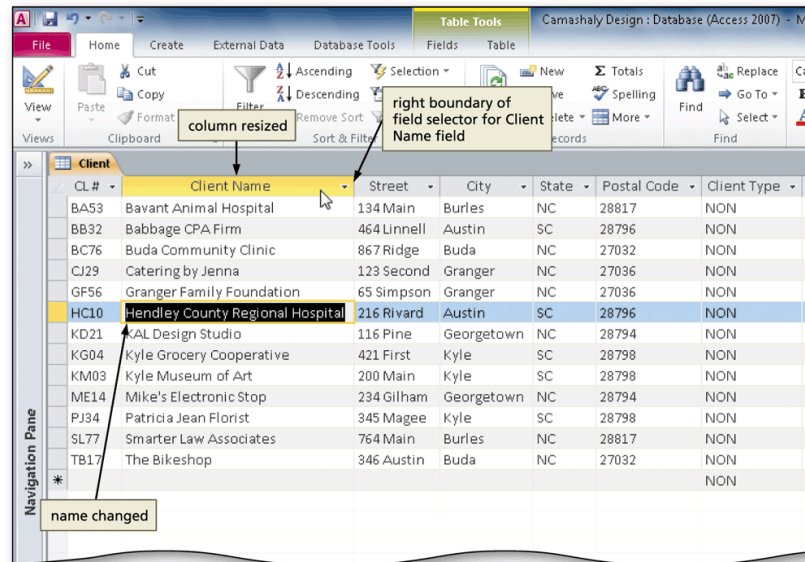 Table Tools
Camashaly Design : Database (Access 2007) - M
File
Home
Create
External Data
Database Tools
Fields
Table
View
Views
Paste
Cut
Copy
Format
Clipboard
Filter
Ascending
Descending
Remove Sort
Selection
Sort & Filter
New
Delete
Totals
Spelling
More
Find
Replace
Go To
Select
Find
column resized
right boundary of
field selector for Client
Name field
Client
CL # Client Name Street City State Postal Code Client Type
BA53 Bavant Animal Hospital 134 Main Burles NC 28817 NON
BB32 Babbage CPA Firm 464 Linnell Austin SC 28796 NON
BC76 Buda Community Clinic 867 Ridge Buda NC 27032 NON
CJ29 Catering by Jenna 123 Second Granger NC 27036 NON
GF56 Granger Family Foundation 65 Simpson Granger NC 27036 NON
HC10 Hendley County Regional Hospital 216 Rivard Austin SC 28796 NON
KD21 KAL Design Studio 116 Pine Georgetown NC 28794 NON
KG04 Kyle Grocery Cooperative 421 First Kyle SC 28798 NON
KM03 Kyle Museum of Art 200 Main Kyle SC 28798 NON
ME14 Mike's Electronic Stop 234 Gilham Georgetown NC 28794 NON
PJ34 Patricia Jean Florist 345 Magee Kyle SC 28798 NON
SL77 Smarter Law Associates 764 Main Burles NC 28817 NON
TB17 The Bikeshop 346 Austin Buda NC 27032 NON
NON
Navigation Pane
name changed